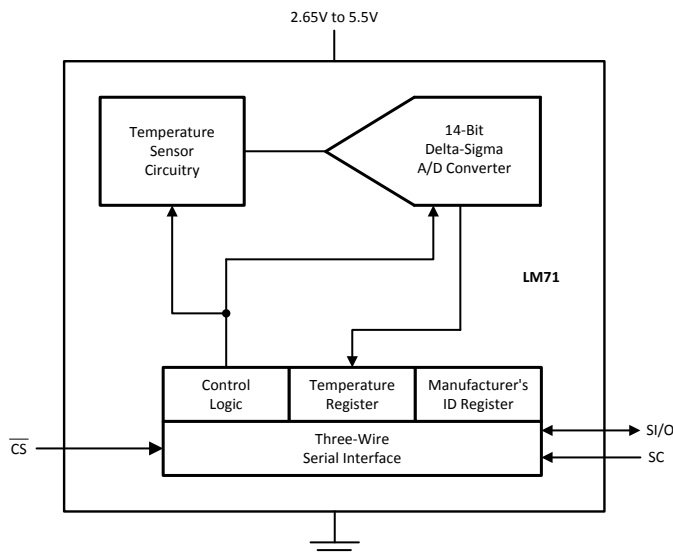 2.65V to 5.5V
Temperature
Sensor
Circuitry
14-Bit
Delta-Sigma
A/D Converter
LM71
Control
Logic
Temperature
Register
Manufacturer's
ID Register
Three-Wire
Serial Interface
CS
SI/O
SC